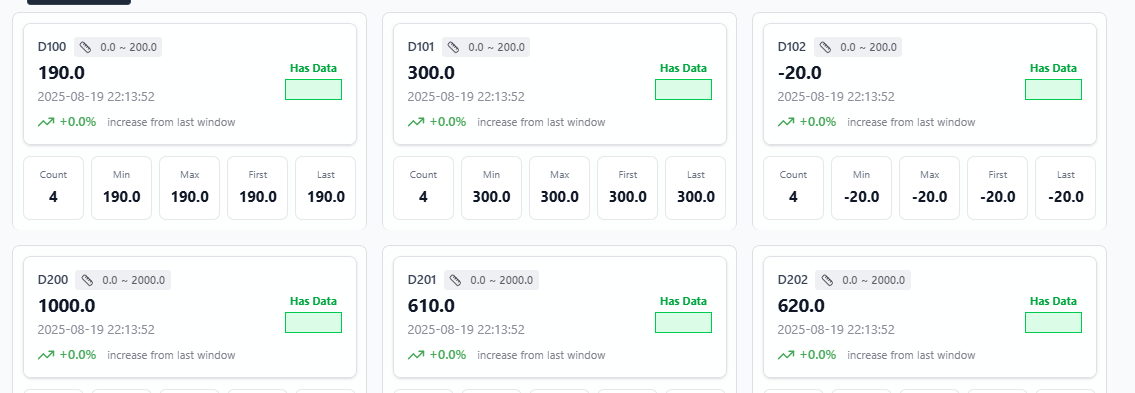 D100 0.0 ~ 200.0
190.0
Has Data
2025-08-19 22:13:52
+0.0% increase from last window
Count Min Max First Last
4 190.0 190.0 190.0 190.0
D101 0.0 ~ 200.0
300.0
Has Data
2025-08-19 22:13:52
+0.0% increase from last window
Count Min Max First Last
4 300.0 300.0 300.0 300.0
D102 0.0 ~ 200.0
-20.0
Has Data
2025-08-19 22:13:52
+0.0% increase from last window
Count Min Max First Last
4 -20.0 -20.0 -20.0 -20.0
D200 0.0 ~ 2000.0
1000.0
Has Data
2025-08-19 22:13:52
+0.0% increase from last window
D201 0.0 ~ 2000.0
610.0
Has Data
2025-08-19 22:13:52
+0.0% increase from last window
D202 0.0 ~ 2000.0
620.0
Has Data
2025-08-19 22:13:52
+0.0% increase from last window